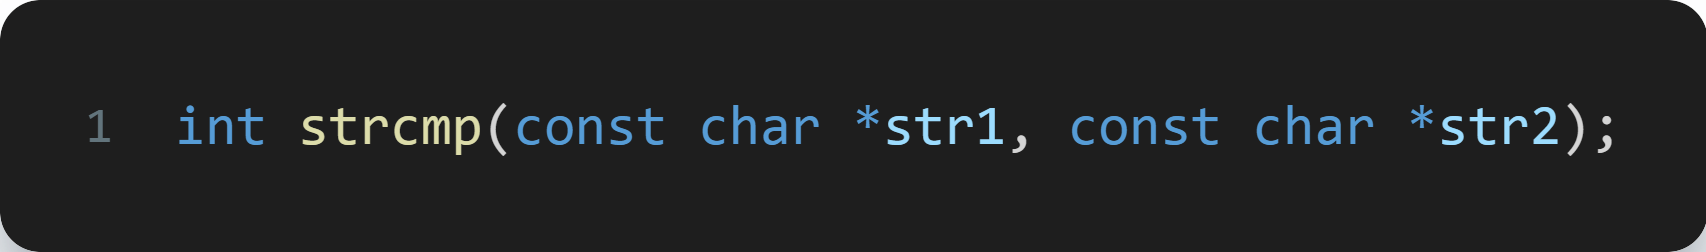 1 int strcmp(const char *str1, const char *str2);